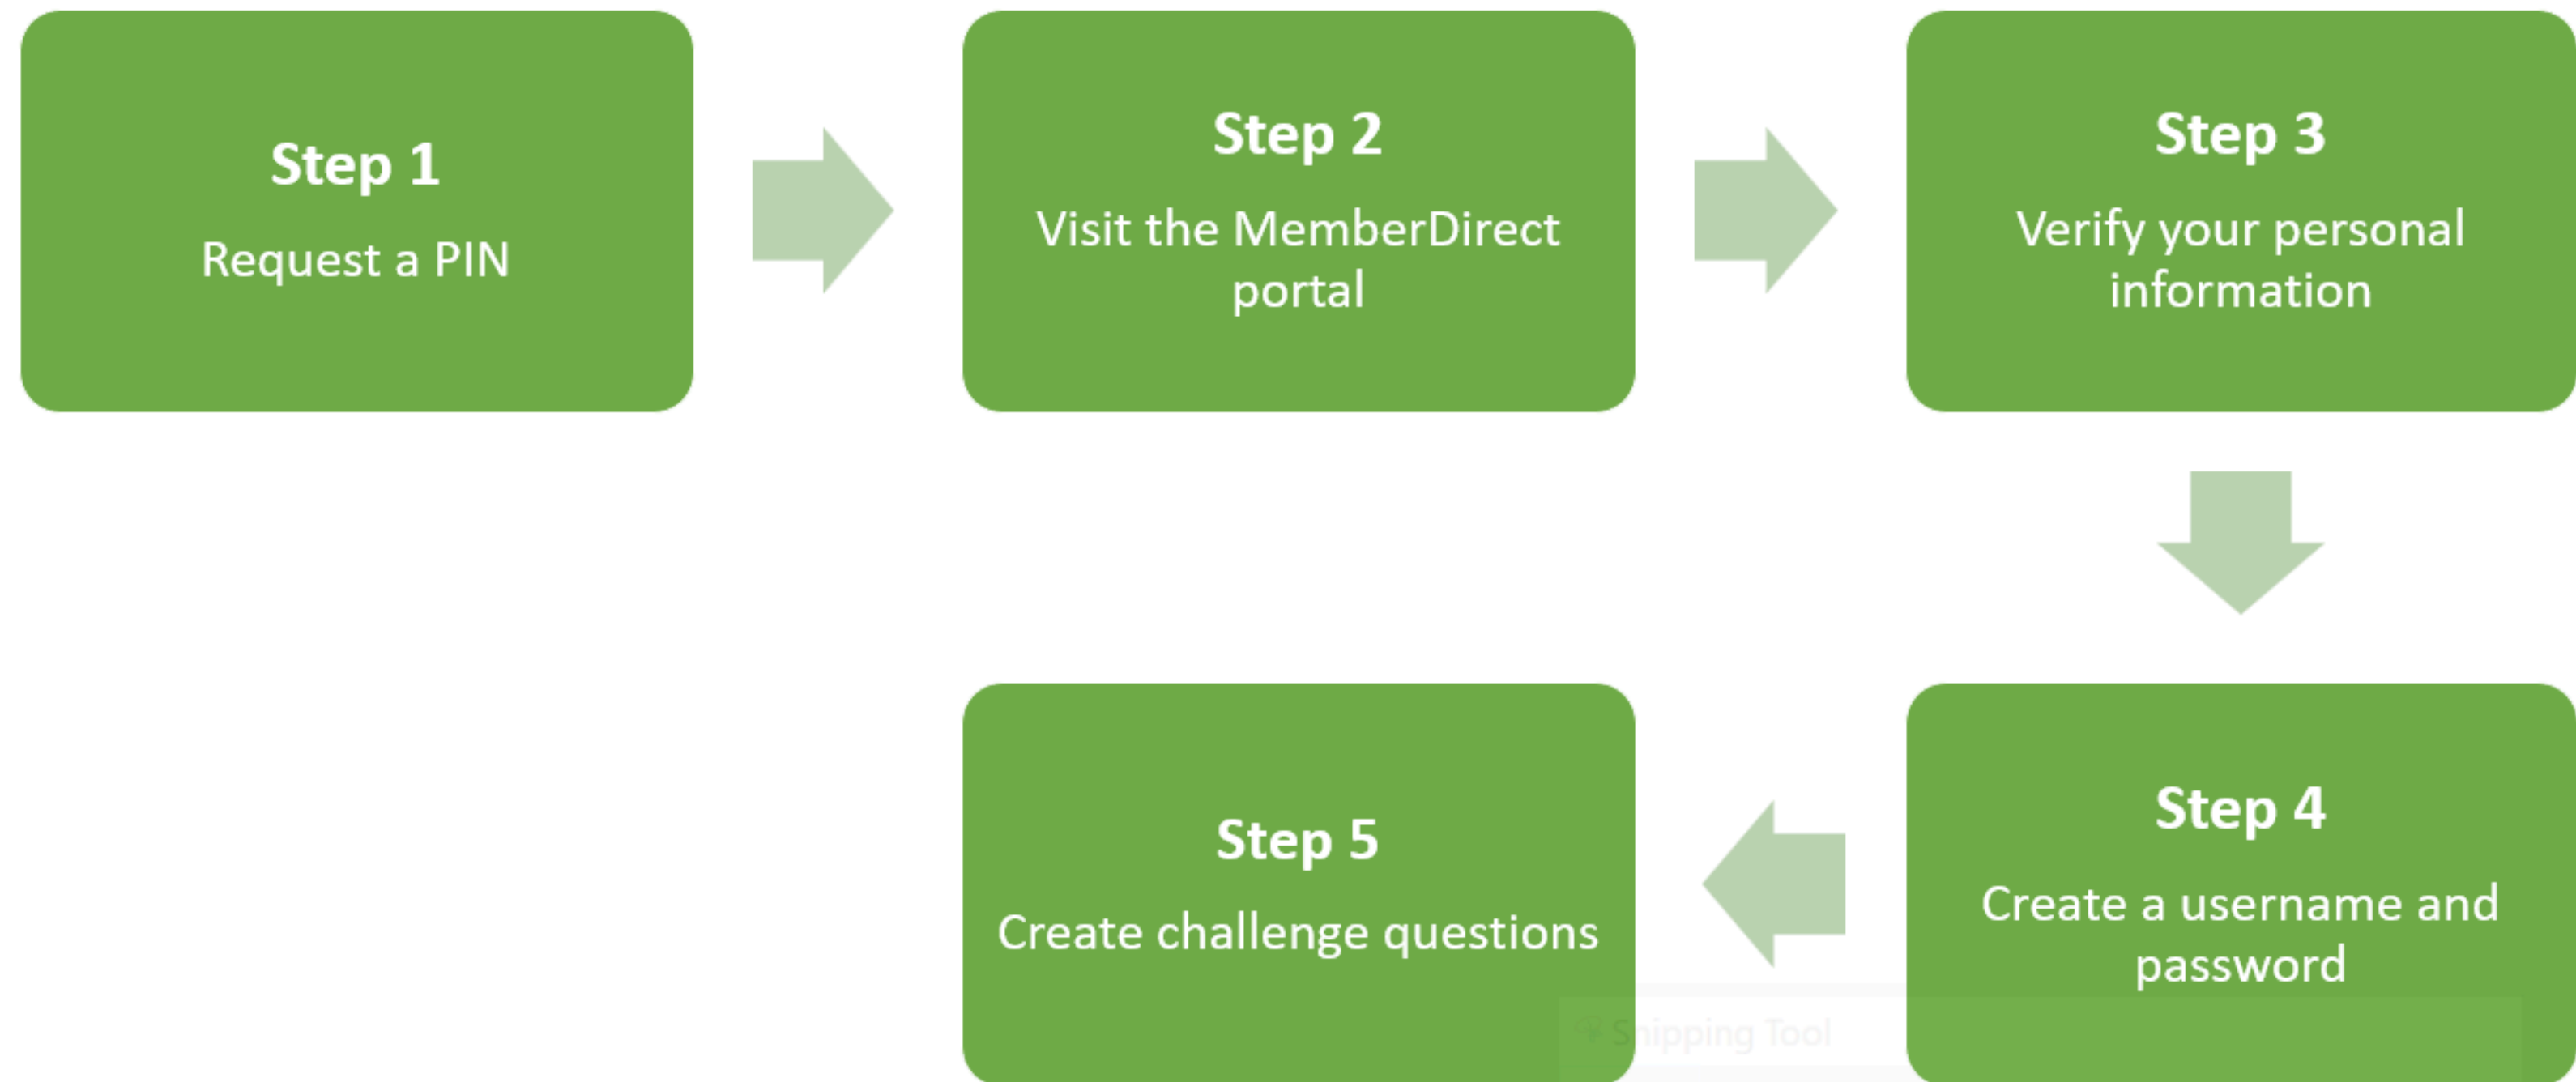 Step 1
Request a PIN
Step 2
Visit the MemberDirect
portal
Step 3
Verify your personal
information
Step 4
Create a username and
password
Step 5
Create challenge questions
Snipping Tool